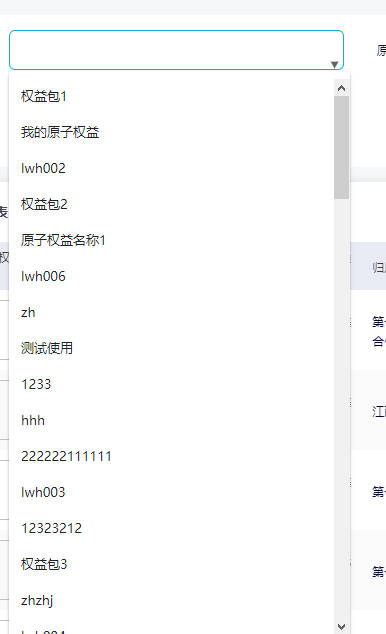 权益包1
我的原子权益
lwh002
权益包2
原子权益名称1
lwh006
zh
测试使用
1233
hhh
222222111111
lwh003
12323212
权益包3
zhzhj
lwh004
原
表
权
归
第
合
江
第
第